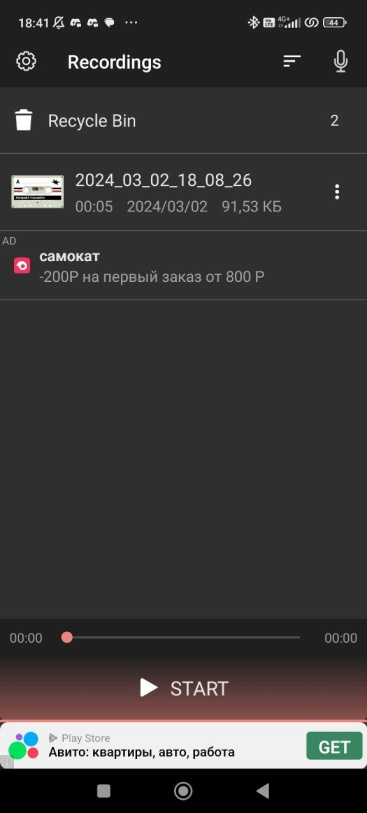 18:41
4G+
44
Recordings
Recycle Bin
2
2024_03_02_18_08_26
00:05 2024/03/02 91,53 КБ
AD
самокат
-200Р на первый заказ от 800 Р
00:00
00:00
START
Play Store
Авито: квартиры, авто, работа
GET